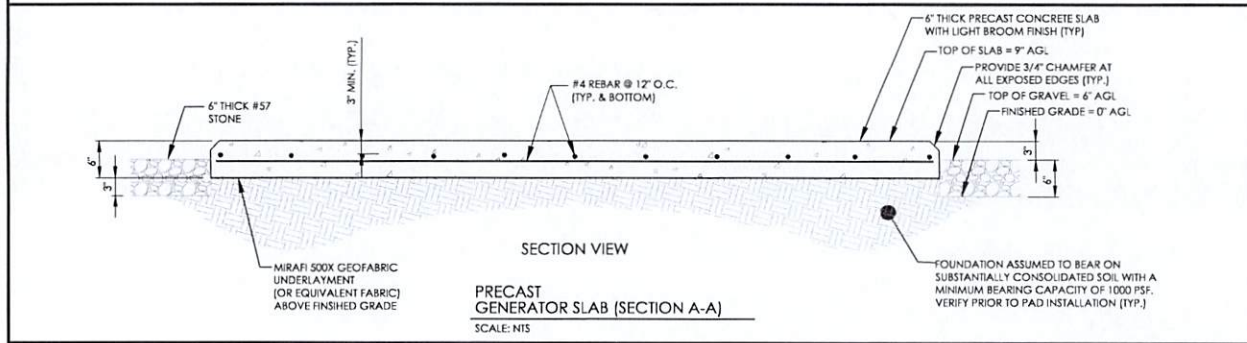 6" THICK PRECAST CONCRETE SLAB
WITH LIGHT BROOM FINISH (TYP)
TOP OF SLAB = 9" AGL
PROVIDE 3/4" CHAMFER AT
ALL EXPOSED EDGES (TYP.)
TOP OF GRAVEL = 6" AGL
FINISHED GRADE = 0" AGL
3" MIN. (TYP.)
#4 REBAR @ 12" O.C.
(TYP. & BOTTOM)
6" THICK #57
STONE
6"
3"
3"
6"
SECTION VIEW
MIRAFI 500X GEOFABRIC
UNDERLAYMENT
(OR EQUIVALENT FABRIC)
ABOVE FINSIHED GRADE
FOUNDATION ASSUMED TO BEAR ON
SUBSTANTIALLY CONSOLIDATED SOIL WITH A
MINIMUM BEARING CAPACITY OF 1000 PSF.
VERIFY PRIOR TO PAD INSTALLATION (TYP.)
PRECAST
GENERATOR SLAB (SECTION A-A)
SCALE: NTS